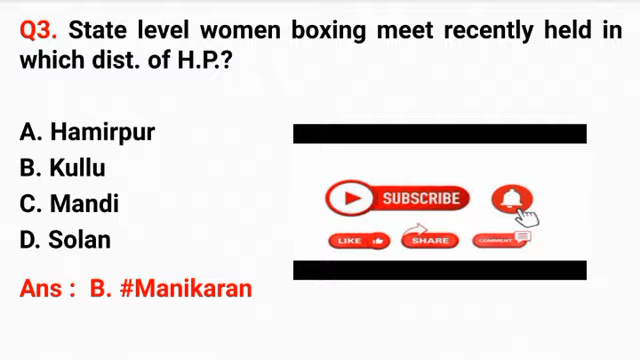 Q3. State level women boxing meet recently held in
which dist. of H.P.?
A. Hamirpur
B. Kullu
C. Mandi
D. Solan
SUBSCRIBE
LIKE
SHARE
COMMENT
Ans : B. #Manikaran